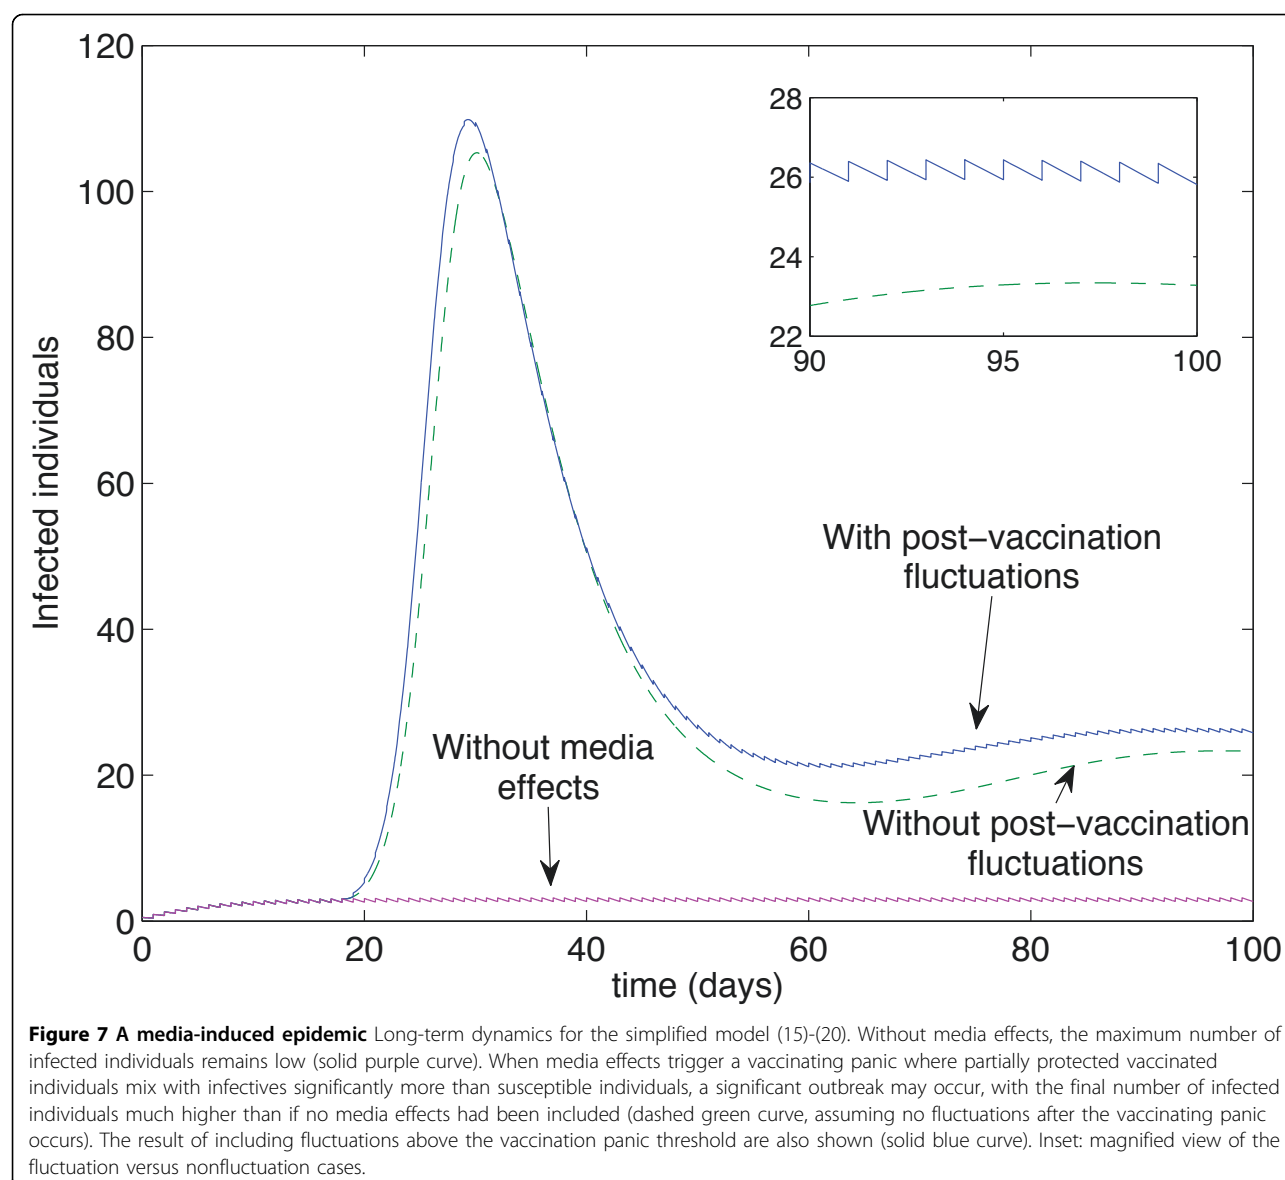 120
100
80
60
40
20
0
Infected individuals
0 20 40 60 80 100
time (days)
28
26
24
22
90 95 100
With post–vaccination
fluctuations
Without media
effects
Without post–vaccination
fluctuations
Figure 7 A media-induced epidemic Long-term dynamics for the simplified model (15)-(20). Without media effects, the maximum number of
infected individuals remains low (solid purple curve). When media effects trigger a vaccinating panic where partially protected vaccinated
individuals mix with infectives significantly more than susceptible individuals, a significant outbreak may occur, with the final number of infected
individuals much higher than if no media effects had been included (dashed green curve, assuming no fluctuations after the vaccinating panic
occurs). The result of including fluctuations above the vaccination panic threshold are also shown (solid blue curve). Inset: magnified view of the
fluctuation versus nonfluctuation cases.